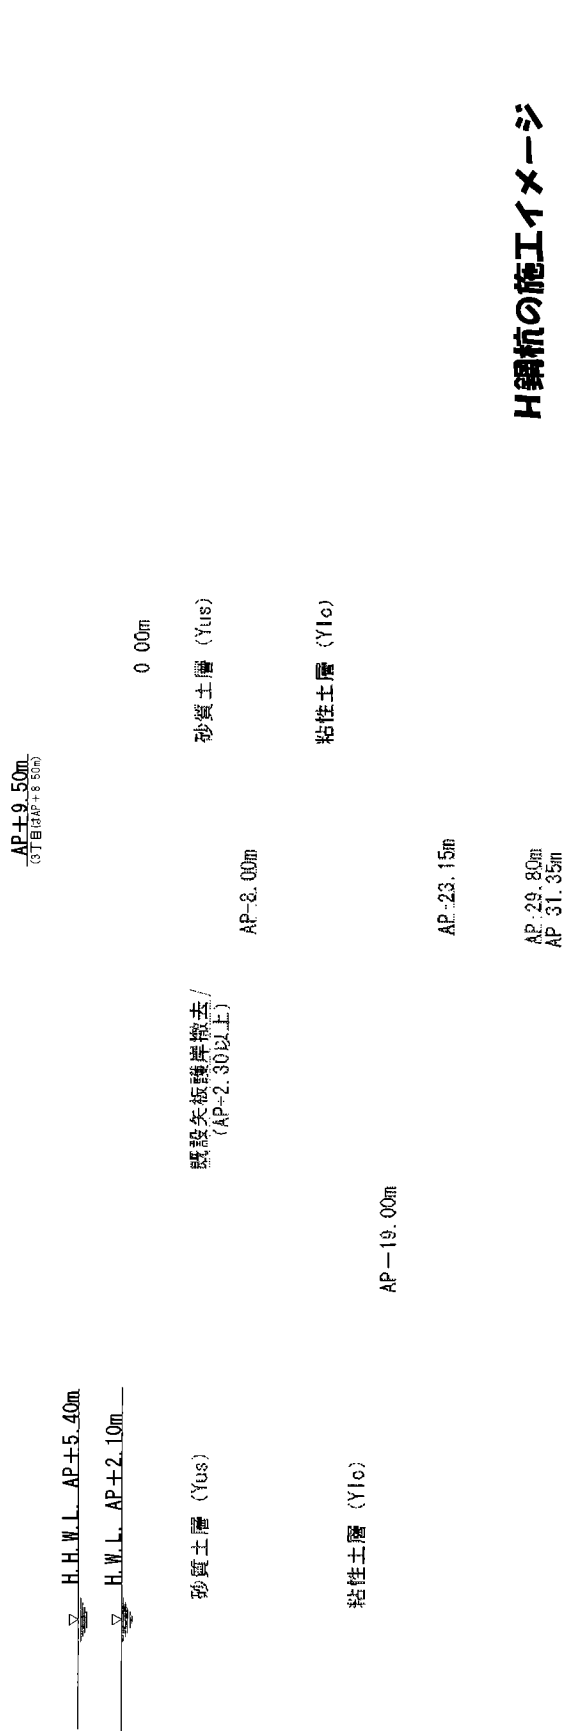 H鋼杭の施工イメージ
AP+9.50m
(3丁目はAP+8.50m)
H.H.W.L. AP+5.40m
H.W.L. AP+2.10m
0 00m
砂質土層 (Yus)
既設矢板護岸撤去
(AP-2.30以上)
砂質土層 (Yus)
AP-8.00m
粘性土層 (Ylc)
粘性土層 (Ylc)
AP-19.00m
AP-23.15m
AP-29.80m
AP 31.35m